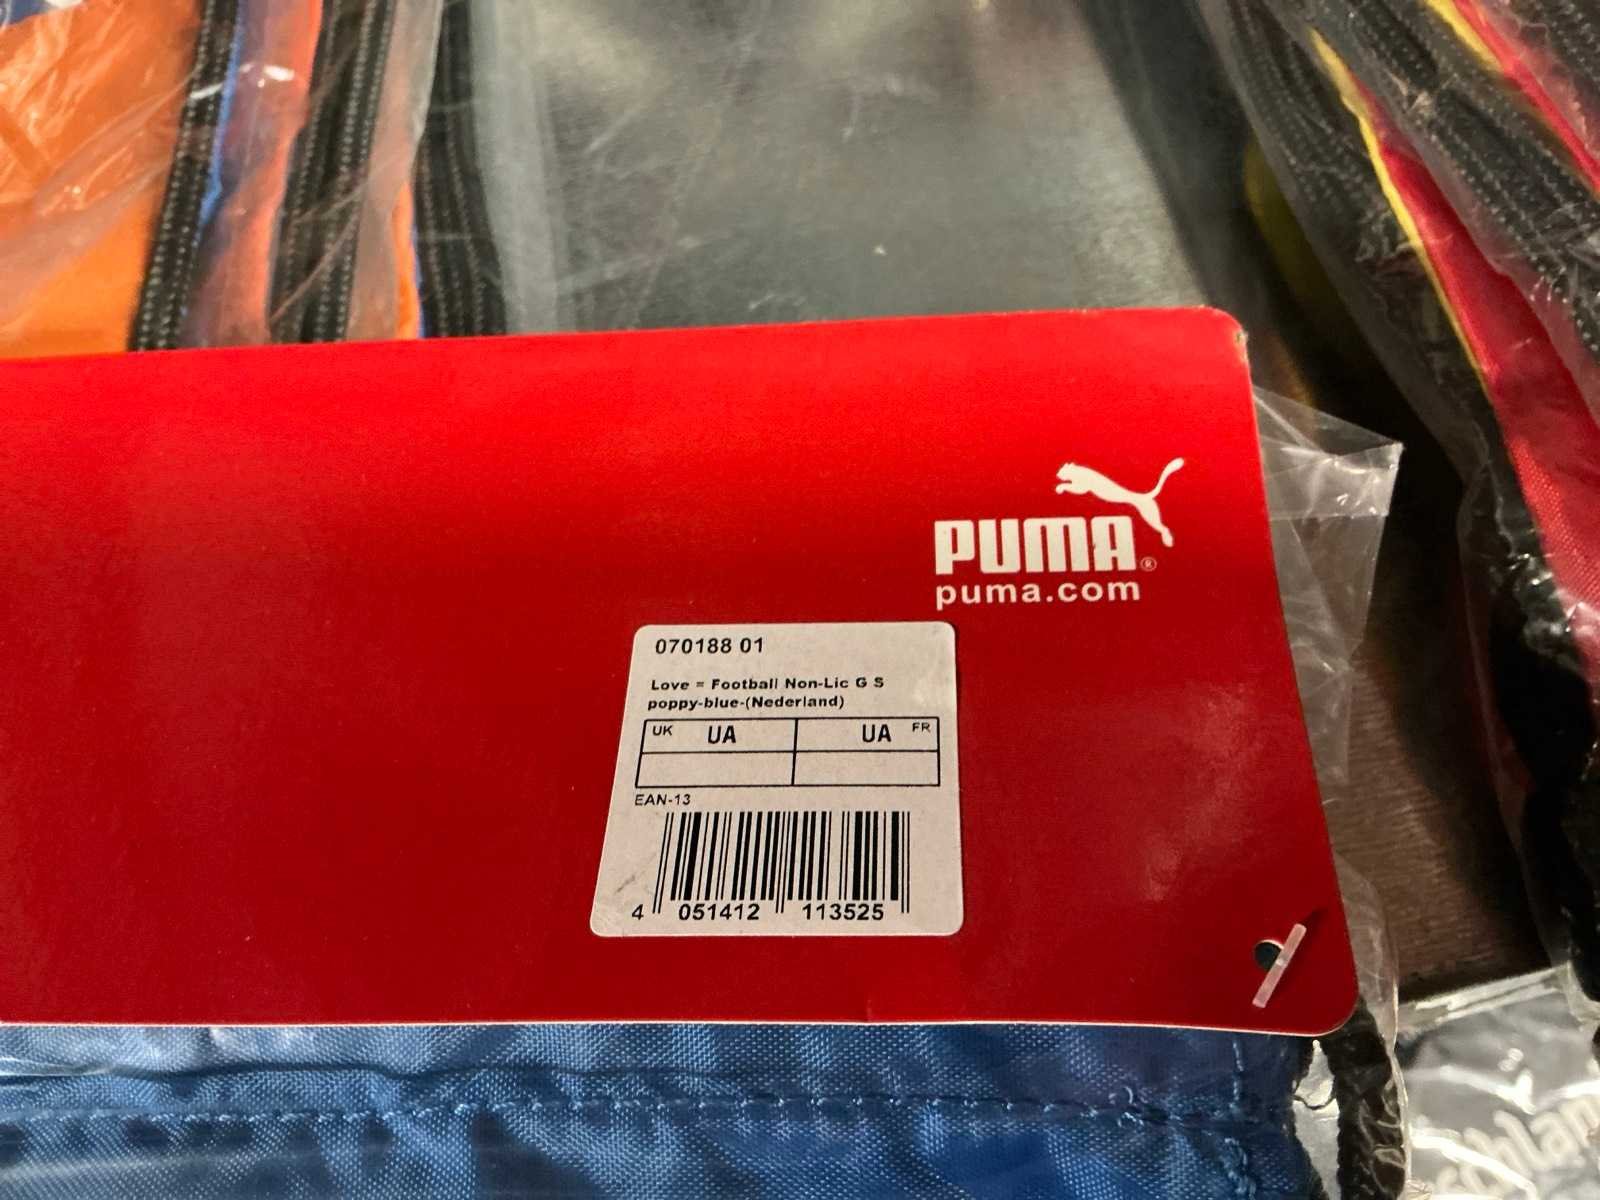 PUMA®
puma.com
070188 01
Love = Football Non-Lic G S
poppy-blue-(Nederland)
UK UA UA FR
EAN-13
4 051412 113525